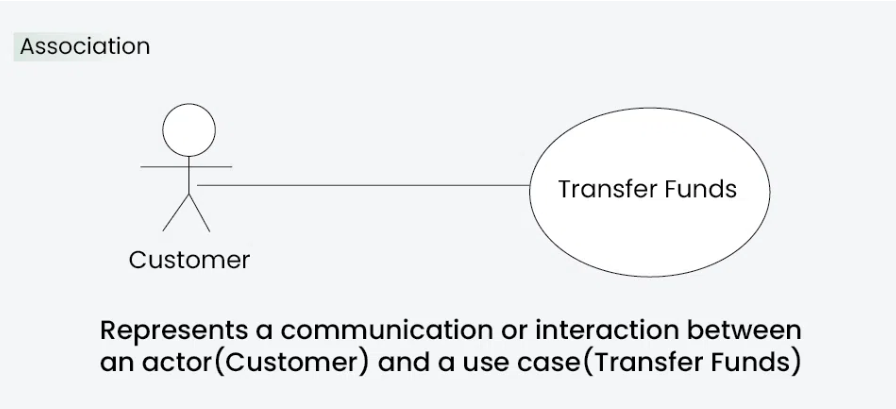 Association
Transfer Funds
Customer
Represents a communication or interaction between
an actor(Customer) and a use case(Transfer Funds)